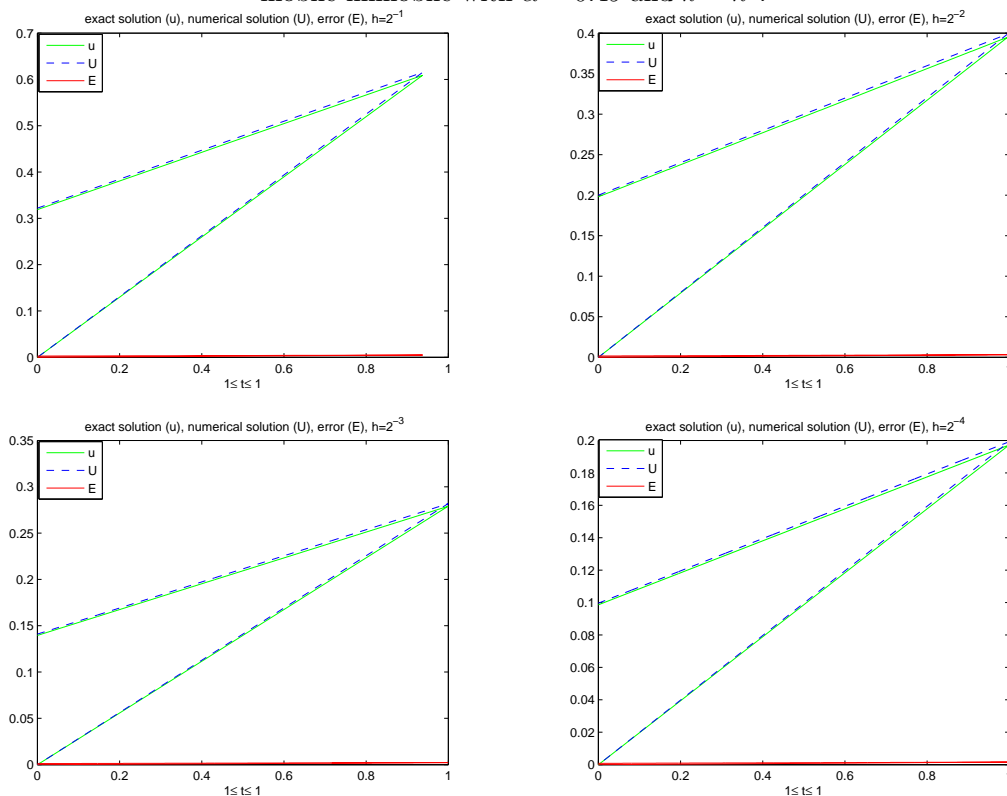 exact solution (u), numerical solution (U), error (E), h=2⁻¹
0.7
0.6
0.5
0.4
0.3
0.2
0.1
0
u
U
E
0 0.2 0.4 0.6 0.8 1
1≤ t≤ 1
exact solution (u), numerical solution (U), error (E), h=2⁻²
0.4
0.35
0.3
0.25
0.2
0.15
0.1
0.05
0
u
U
E
0 0.2 0.4 0.6 0.8
1≤ t≤ 1
exact solution (u), numerical solution (U), error (E), h=2⁻³
0.35
0.3
0.25
0.2
0.15
0.1
0.05
0
u
U
E
0 0.2 0.4 0.6 0.8 1
1≤ t≤ 1
exact solution (u), numerical solution (U), error (E), h=2⁻⁴
0.2
0.18
0.16
0.14
0.12
0.1
0.08
0.06
0.04
0.02
0
u
U
E
0 0.2 0.4 0.6 0.8
1≤ t≤ 1